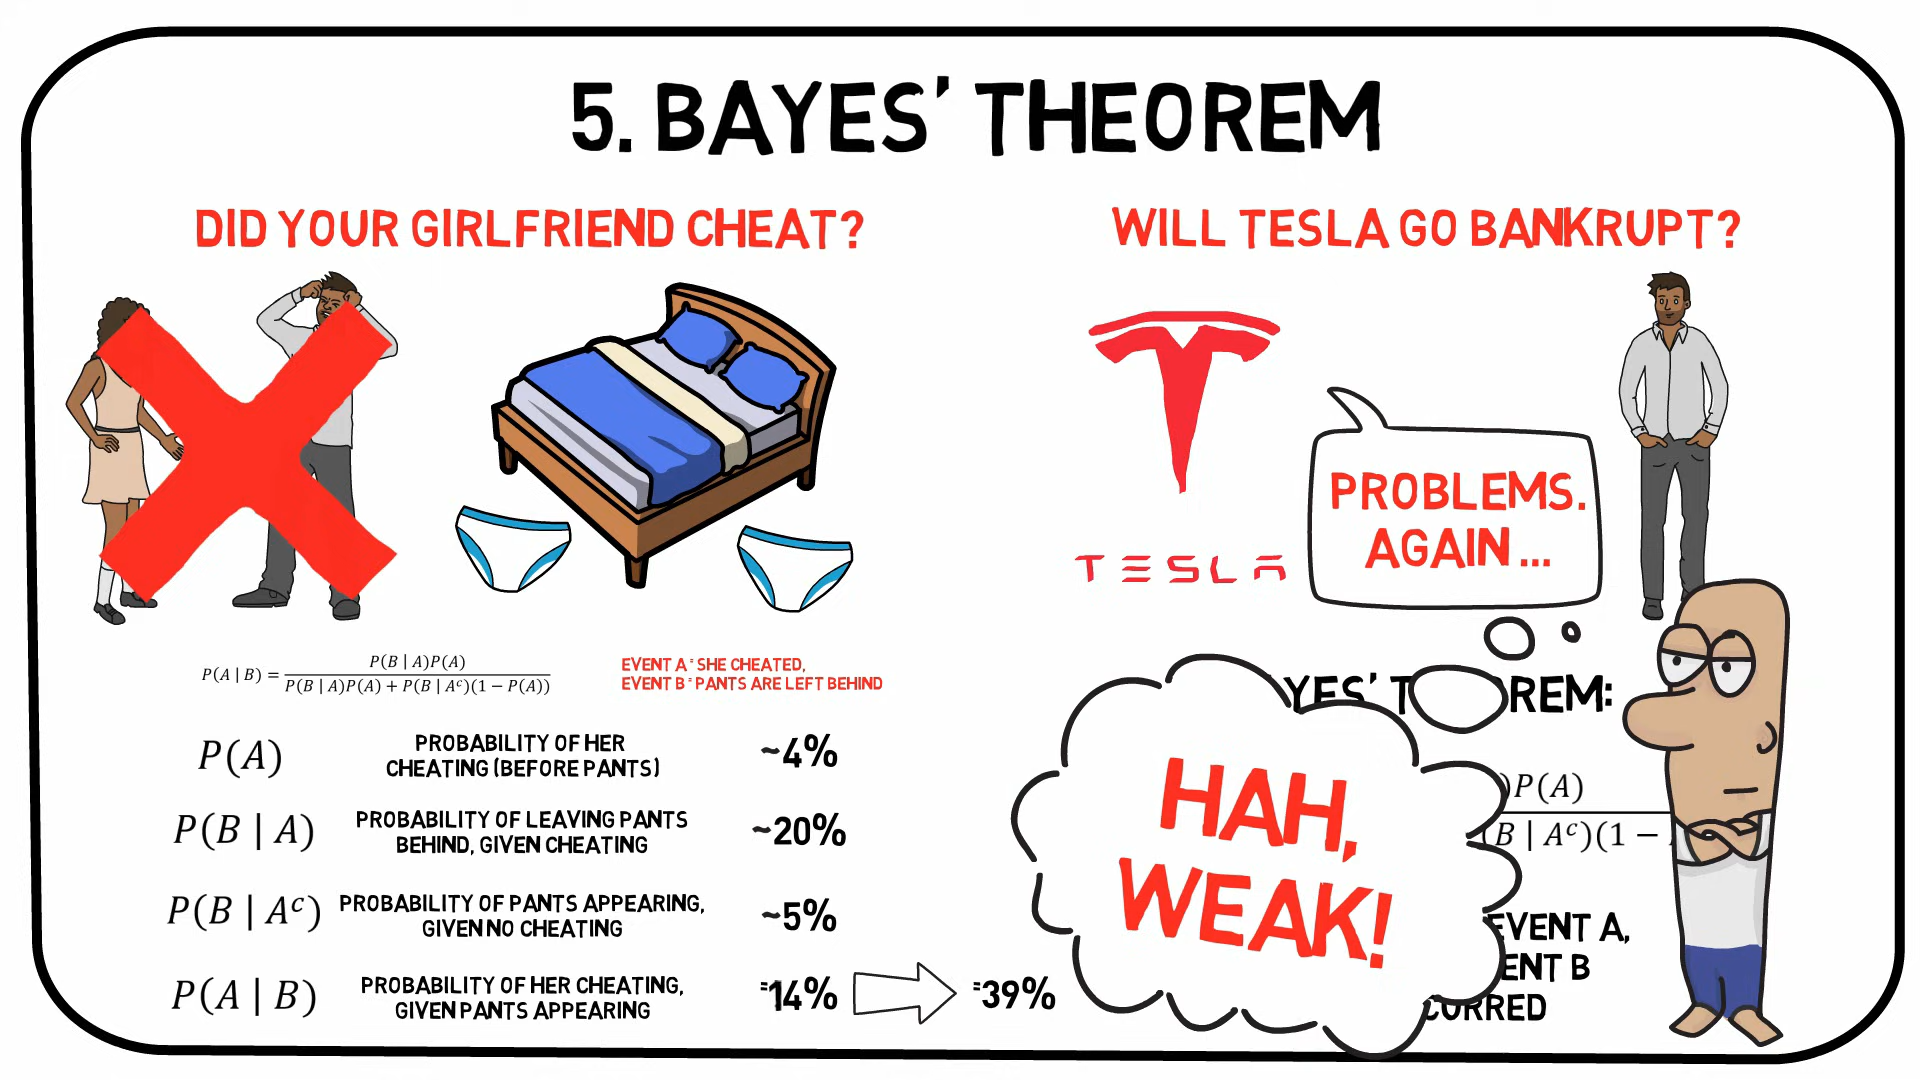 5. BAYES' THEOREM
DID YOUR GIRLFRIEND CHEAT?
WILL TESLA GO BANKRUPT?
PROBLEMS.
AGAIN...
TESLA
P(A | B) = P(B | A)P(A) / P(B | A)P(A) + P(B | Aᶜ)(1 − P(A))
EVENT A = SHE CHEATED,
EVENT B = PANTS ARE LEFT BEHIND
P(A) PROBABILITY OF HER
CHEATING (BEFORE PANTS) ~4%
P(B | A) PROBABILITY OF LEAVING PANTS
BEHIND, GIVEN CHEATING ~20%
P(B | Aᶜ) PROBABILITY OF PANTS APPEARING,
GIVEN NO CHEATING ~5%
P(A | B) PROBABILITY OF HER CHEATING,
GIVEN PANTS APPEARING =14% =39%
HAH,
WEAK!
)P(A)
B | Aᶜ)(1 −
EVENT A,
ENT B
CURRED